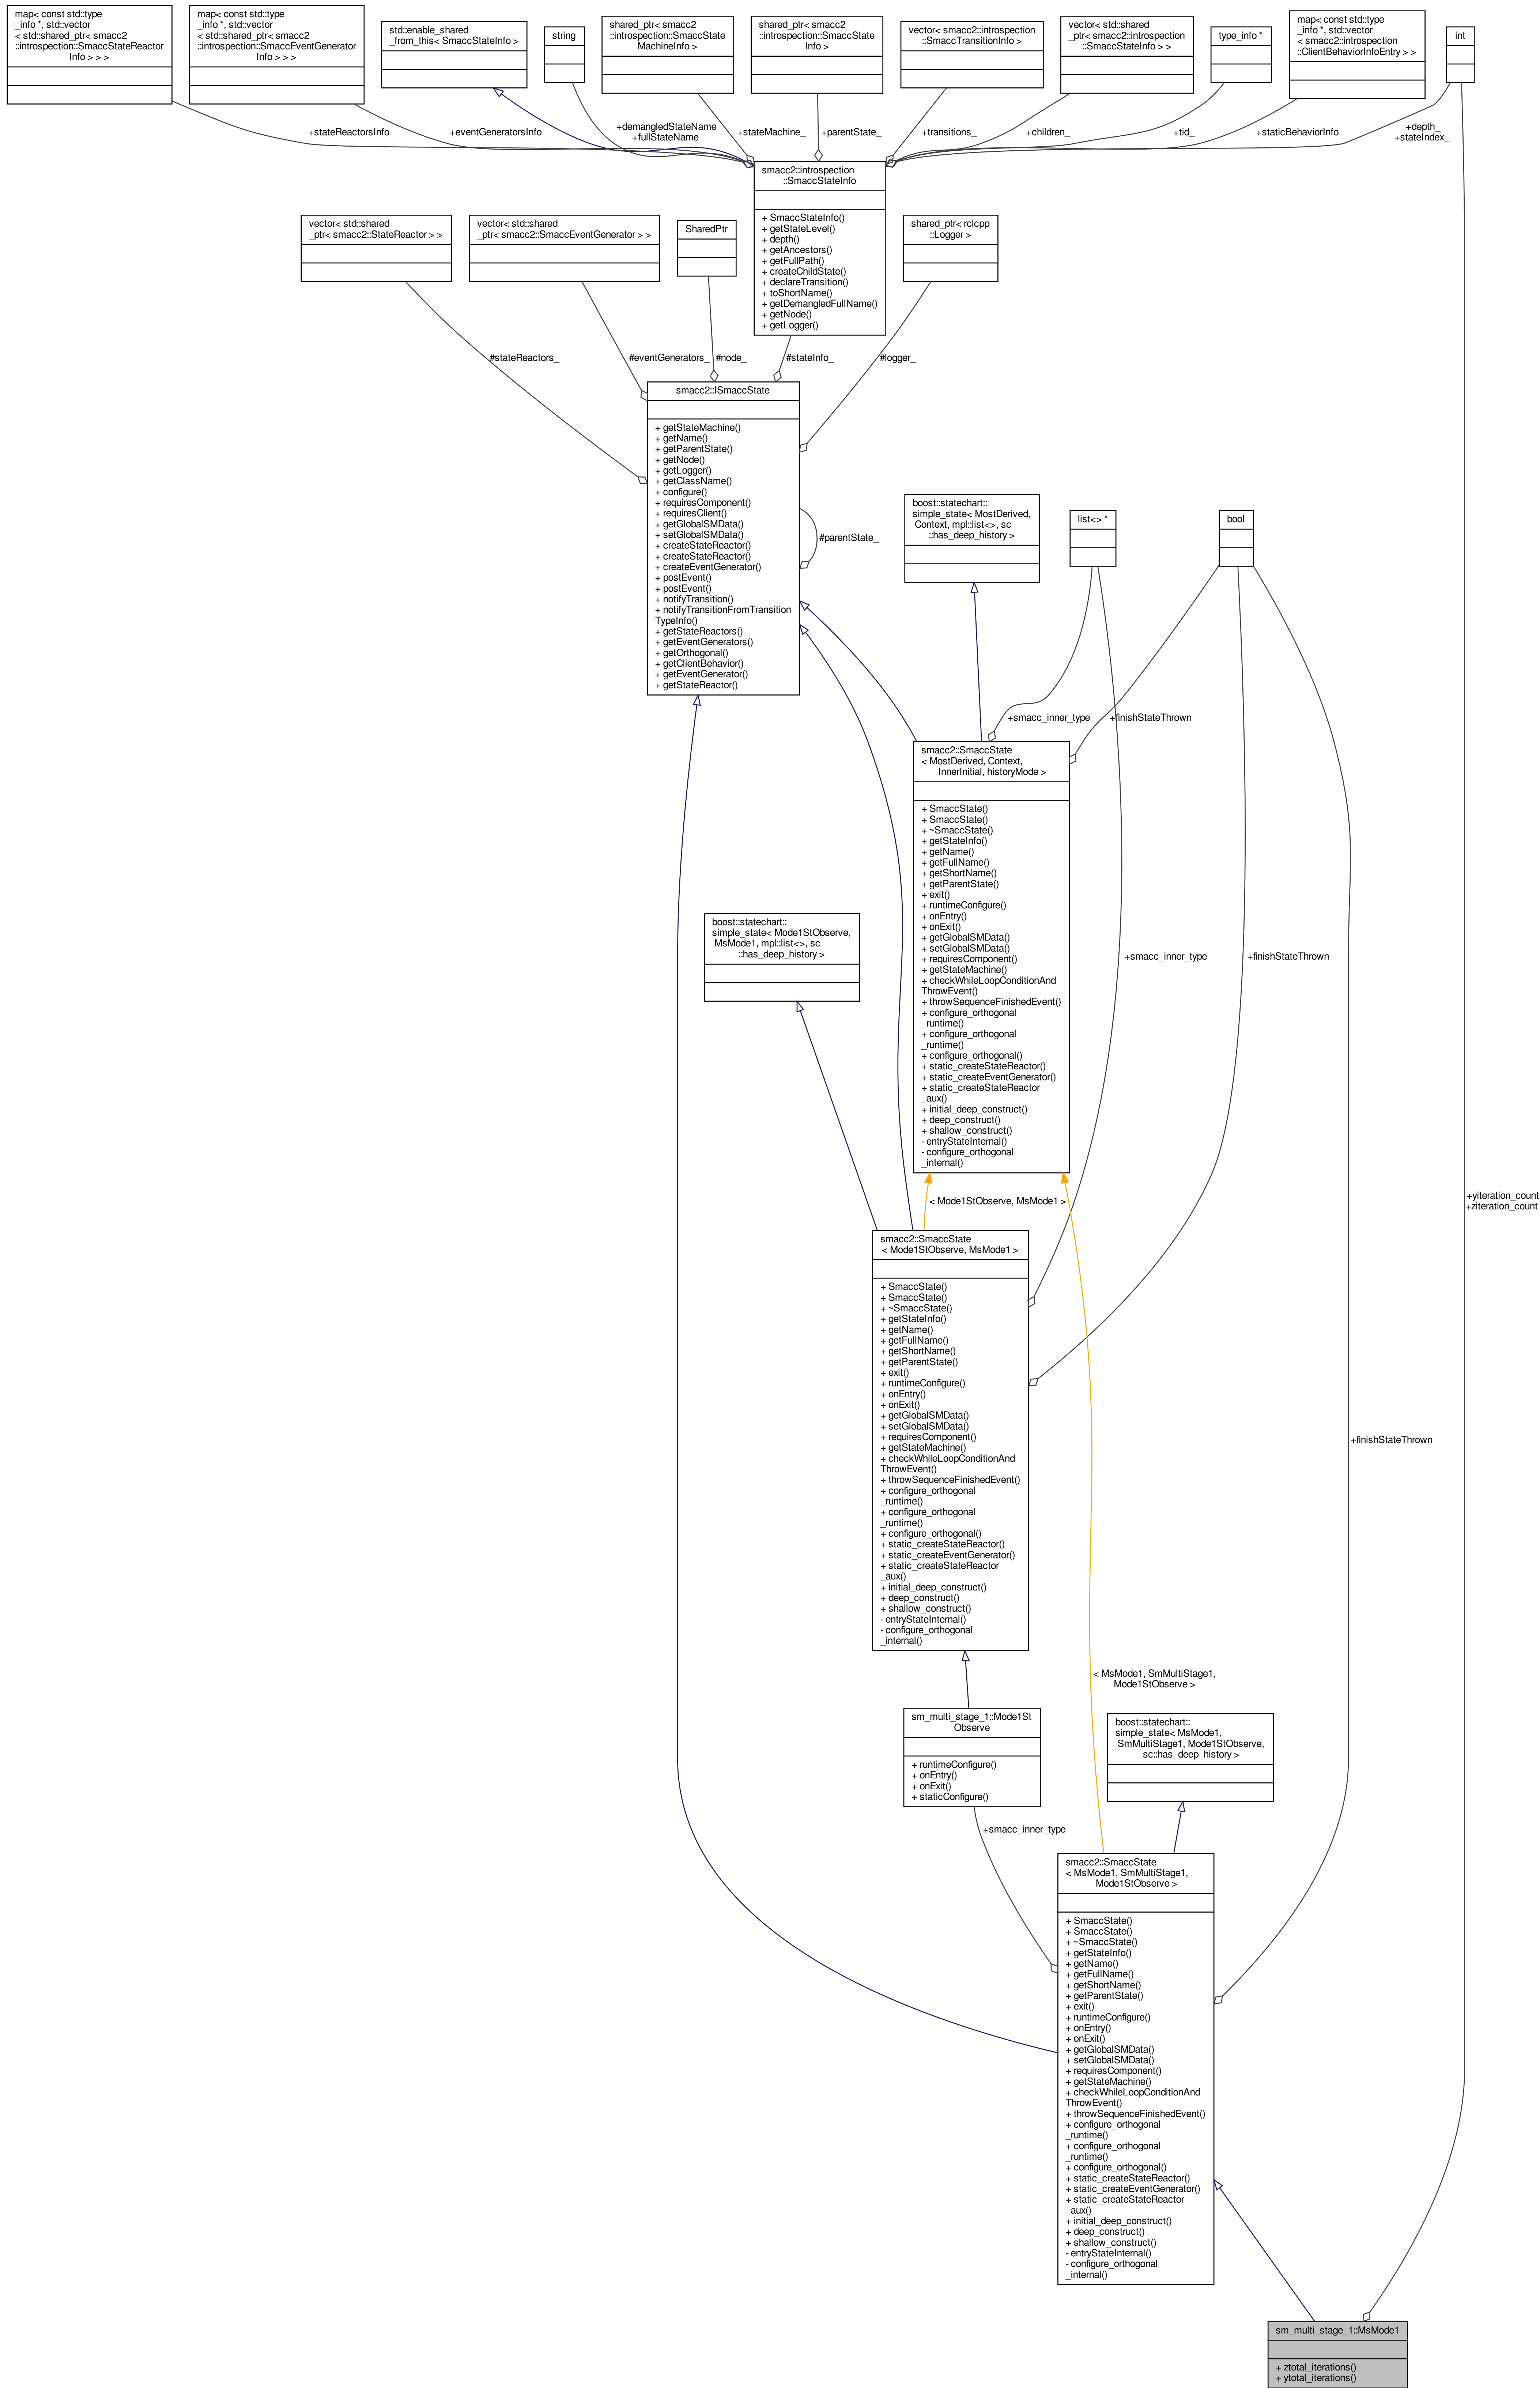 map< const std::type
_info *, std::vector
< std::shared_ptr< smacc2
::introspection::SmaccStateReactor
Info > > >
map< const std::type
_info *, std::vector
< std::shared_ptr< smacc2
::introspection::SmaccEventGenerator
Info > > >
std::enable_shared
_from_this< SmaccStateInfo >
string
shared_ptr< smacc2
::introspection::SmaccState
MachineInfo >
shared_ptr< smacc2
::introspection::SmaccState
Info >
vector< smacc2::introspection
::SmaccTransitionInfo >
vector< std::shared
_ptr< smacc2::introspection
::SmaccStateInfo > >
type_info *
map< const std::type
_info *, std::vector
< smacc2::introspection
::ClientBehaviorInfoEntry > >
int
+stateReactorsInfo
+eventGeneratorsInfo
+demangledStateName
+fullStateName
+stateMachine_
+parentState_
+transitions_
+children_
+tid_
+staticBehaviorInfo
+depth_
+stateIndex_
smacc2::introspection
::SmaccStateInfo
+ SmaccStateInfo()
+ getStateLevel()
+ depth()
+ getAncestors()
+ getFullPath()
+ createChildState()
+ declareTransition()
+ toShortName()
+ getDemangledFullName()
+ getNode()
+ getLogger()
vector< std::shared
_ptr< smacc2::StateReactor > >
vector< std::shared
_ptr< smacc2::SmaccEventGenerator > >
SharedPtr
shared_ptr< rclcpp
::Logger >
#stateReactors_
#eventGenerators_
#node_
#stateInfo_
#logger_
smacc2::ISmaccState
+ getStateMachine()
+ getName()
+ getParentState()
+ getNode()
+ getLogger()
+ getClassName()
+ configure()
+ requiresComponent()
+ requiresClient()
+ getGlobalSMData()
+ setGlobalSMData()
+ createStateReactor()
+ createStateReactor()
+ createEventGenerator()
+ postEvent()
+ postEvent()
+ notifyTransition()
+ notifyTransitionFromTransition
TypeInfo()
+ getStateReactors()
+ getEventGenerators()
+ getOrthogonal()
+ getClientBehavior()
+ getEventGenerator()
+ getStateReactor()
#parentState_
boost::statechart::
simple_state< MostDerived,
Context, mpl::list<>, sc
::has_deep_history >
list<> *
bool
+smacc_inner_type
+finishStateThrown
smacc2::SmaccState
< MostDerived, Context,
InnerInitial, historyMode >
+ SmaccState()
+ SmaccState()
+ ~SmaccState()
+ getStateInfo()
+ getName()
+ getFullName()
+ getShortName()
+ getParentState()
+ exit()
+ runtimeConfigure()
+ onEntry()
+ onExit()
+ getGlobalSMData()
+ setGlobalSMData()
+ requiresComponent()
+ getStateMachine()
+ checkWhileLoopConditionAnd
ThrowEvent()
+ throwSequenceFinishedEvent()
+ configure_orthogonal
_runtime()
+ configure_orthogonal
_runtime()
+ configure_orthogonal()
+ static_createStateReactor()
+ static_createEventGenerator()
+ static_createStateReactor
_aux()
+ initial_deep_construct()
+ deep_construct()
+ shallow_construct()
- entryStateInternal()
- configure_orthogonal
_internal()
boost::statechart::
simple_state< Mode1StObserve,
MsMode1, mpl::list<>, sc
::has_deep_history >
+smacc_inner_type
+finishStateThrown
< Mode1StObserve, MsMode1 >
+yiteration_count
+ziteration_count
smacc2::SmaccState
< Mode1StObserve, MsMode1 >
+ SmaccState()
+ SmaccState()
+ ~SmaccState()
+ getStateInfo()
+ getName()
+ getFullName()
+ getShortName()
+ getParentState()
+ exit()
+ runtimeConfigure()
+ onEntry()
+ onExit()
+ getGlobalSMData()
+ setGlobalSMData()
+ requiresComponent()
+ getStateMachine()
+ checkWhileLoopConditionAnd
ThrowEvent()
+ throwSequenceFinishedEvent()
+ configure_orthogonal
_runtime()
+ configure_orthogonal
_runtime()
+ configure_orthogonal()
+ static_createStateReactor()
+ static_createEventGenerator()
+ static_createStateReactor
_aux()
+ initial_deep_construct()
+ deep_construct()
+ shallow_construct()
- entryStateInternal()
- configure_orthogonal
_internal()
+finishStateThrown
< MsMode1, SmMultiStage1,
Mode1StObserve >
sm_multi_stage_1::Mode1St
Observe
+ runtimeConfigure()
+ onEntry()
+ onExit()
+ staticConfigure()
boost::statechart::
simple_state< MsMode1,
SmMultiStage1, Mode1StObserve,
sc::has_deep_history >
+smacc_inner_type
smacc2::SmaccState
< MsMode1, SmMultiStage1,
Mode1StObserve >
+ SmaccState()
+ SmaccState()
+ ~SmaccState()
+ getStateInfo()
+ getName()
+ getFullName()
+ getShortName()
+ getParentState()
+ exit()
+ runtimeConfigure()
+ onEntry()
+ onExit()
+ getGlobalSMData()
+ setGlobalSMData()
+ requiresComponent()
+ getStateMachine()
+ checkWhileLoopConditionAnd
ThrowEvent()
+ throwSequenceFinishedEvent()
+ configure_orthogonal
_runtime()
+ configure_orthogonal
_runtime()
+ configure_orthogonal()
+ static_createStateReactor()
+ static_createEventGenerator()
+ static_createStateReactor
_aux()
+ initial_deep_construct()
+ deep_construct()
+ shallow_construct()
- entryStateInternal()
- configure_orthogonal
_internal()
sm_multi_stage_1::MsMode1
+ ztotal_iterations()
+ ytotal_iterations()